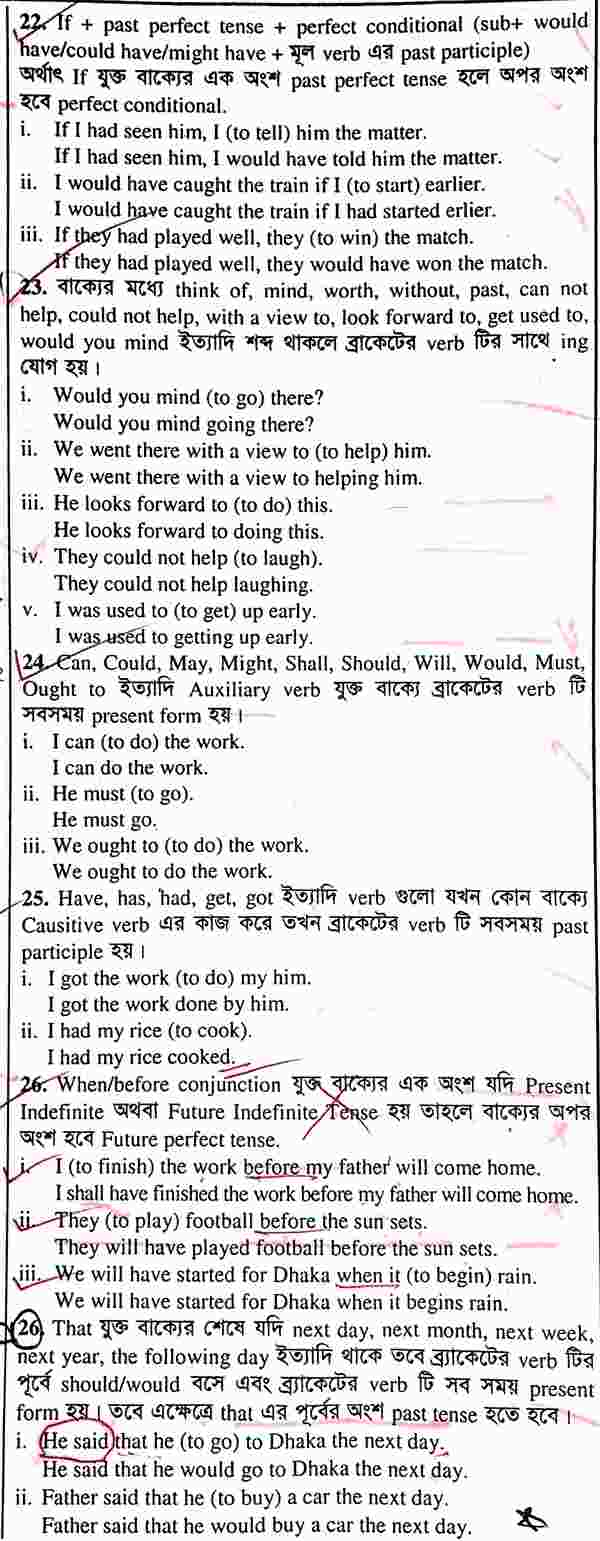 22. If + past perfect tense + perfect conditional (sub+ would
have/could have/might have + মূল verb এর past participle)
অর্থাৎ If যুক্ত বাক্যের এক অংশ past perfect tense হলে অপর অংশ
হবে perfect conditional.
i. If I had seen him, I (to tell) him the matter.
If I had seen him, I would have told him the matter.
ii. I would have caught the train if I (to start) earlier.
I would have caught the train if I had started erlier.
iii. If they had played well, they (to win) the match.
If they had played well, they would have won the match.
23. বাক্যের মধ্যে think of, mind, worth, without, past, can not
help, could not help, with a view to, look forward to, get used to,
would you mind ইত্যাদি শব্দ থাকলে ব্রাকেটের verb টির সাথে ing
যোগ হয়।
i. Would you mind (to go) there?
Would you mind going there?
ii. We went there with a view to (to help) him.
We went there with a view to helping him.
iii. He looks forward to (to do) this.
He looks forward to doing this.
iv. They could not help (to laugh).
They could not help laughing.
v. I was used to (to get) up early.
I was used to getting up early.
24. Can, Could, May, Might, Shall, Should, Will, Would, Must,
Ought to ইত্যাদি Auxiliary verb যুক্ত বাক্যে ব্রাকেটের verb টি
সবসময় present form হয়।
i. I can (to do) the work.
I can do the work.
ii. He must (to go).
He must go.
iii. We ought to (to do) the work.
We ought to do the work.
25. Have, has, had, get, got ইত্যাদি verb গুলো যখন কোন বাক্যে
Causitive verb এর কাজ করে তখন ব্রাকেটের verb টি সবসময় past
participle হয়।
i. I got the work (to do) my him.
I got the work done by him.
ii. I had my rice (to cook).
I had my rice cooked.
26. When/before conjunction যুক্ত বাক্যের এক অংশ যদি Present
Indefinite অথবা Future Indefinite Tense হয় তাহলে বাক্যের অপর
অংশ হবে Future perfect tense.
i. I (to finish) the work before my father will come home.
I shall have finished the work before my father will come home.
ii. They (to play) football before the sun sets.
They will have played football before the sun sets.
iii. We will have started for Dhaka when it (to begin) rain.
We will have started for Dhaka when it begins rain.
26. That যুক্ত বাক্যের শেষে যদি next day, next month, next week,
next year, the following day ইত্যাদি থাকে তবে ব্র্যাকেটের verb টির
পূর্বে should/would বসে এবং ব্র্যাকেটের verb টি সব সময় present
form হয়। তবে এক্ষেত্রে that এর পূর্বের অংশ past tense হতে হবে।
i. He said that he (to go) to Dhaka the next day.
He said that he would go to Dhaka the next day.
ii. Father said that he (to buy) a car the next day.
Father said that he would buy a car the next day.